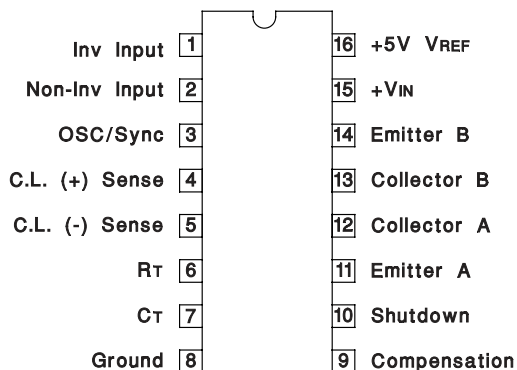 Inv Input 1 16 +5V VREF
Non-Inv Input 2 15 +VIN
OSC/Sync 3 14 Emitter B
C.L. (+) Sense 4 13 Collector B
C.L. (-) Sense 5 12 Collector A
RT 6 11 Emitter A
CT 7 10 Shutdown
Ground 8 9 Compensation